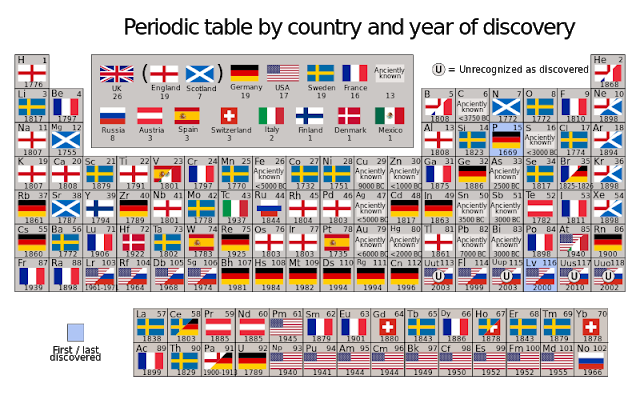 Periodic table by country and year of discovery
H 1 He 2
UK 26 ( England 19 Scotland 7 ) Germany 19 USA 17 Sweden 19 France 16 Anciently known 13
U = Unrecognized as discovered
1776 1868
Russia 8 Austria 3 Spain 3 Switzerland 3 Italy 2 Finland 1 Denmark 1 Mexico 1
Li 3 Be 4 B 5 C 6 N 7 O 8 F 9 Ne 10
Anciently known
1817 1797 1808 <3750 BC 1772 1772 1810 1898
Na 11 Mg 12 Al 13 Si 14 P 15 S 16 Cl 17 Ar 18
Anciently known
1807 1755 1808 1669 <3000 BC 1774 1894
K 19 Ca 20 Sc 21 Ti 22 V 23 Cr 24 Mn 25 Fe 26 Co 27 Ni 28 Cu 29 Zn 30 Ga 31 Ge 32 As 33 Se 34 Br 35 Kr 36
Anciently known Anciently known Anciently known Anciently known
1807 1808 1879 1791 1801 1797 1770 <5000 BC 1732 1751 9000 BC <1000 BC 1875 1886 2500 BC 1817 1825-1826 1898
Rb 37 Sr 38 Y 39 Zr 40 Nb 41 Mo 42 Tc 43 Ru 44 Rh 45 Pd 46 Ag 47 Cd 48 In 49 Sn 50 Sb 51 Te 52 I 53 Xe 54
Anciently known Anciently known Anciently known
1861 1787 1794 1789 1801 1778 1937 1844 1804 1803 <5000 BC 1817 1863 3500 BC 3000 BC 1782 1811 1898
Cs 55 Ba 56 Lu 71 Hf 72 Ta 73 W 74 Re 75 Os 76 Ir 77 Pt 78 Au 79 Hg 80 Tl 81 Pb 82 Bi 83 Po 84 At 85 Rn 86
Anciently known Anciently known Anciently known Anciently known
1860 1772 1906 1922 1802 1783 1925 1803 1803 1735 <6000 BC <2000 BC 1861 7000 BC 1898 1940 1900
Fr 87 Ra 88 Lr 103 Rf 104 Db 105 Sg 106 Bh 107 Hs 108 Mt 109 Ds 110 Rg 111 Cn 112 Uut 113 Fl 114 Uup 115 Lv 116 Uus 117 Uuo 118
U U U U
1939 1898 1961-1971 1964 1968 1974 1981 1984 1982 1994 1994 1996 2003 1999 2003 2000 2010 2002
First / last
discovered
La 57 Ce 58 Pr 59 Nd 60 Pm 61 Sm 62 Eu 63 Gd 64 Tb 65 Dy 66 Ho 67 Er 68 Tm 69 Yb 70
1838 1803 1885 1885 1945 1879 1901 1880 1843 1886 1878 1843 1879 1878
Ac 89 Th 90 Pa 91 U 92 Np 93 Pu 94 Am 95 Cm 96 Bk 97 Cf 98 Es 99 Fm 100 Md 101 No 102
1899 1829 1900-1913 1789 1940 1941 1944 1944 1949 1950 1952 1952 1955 1966